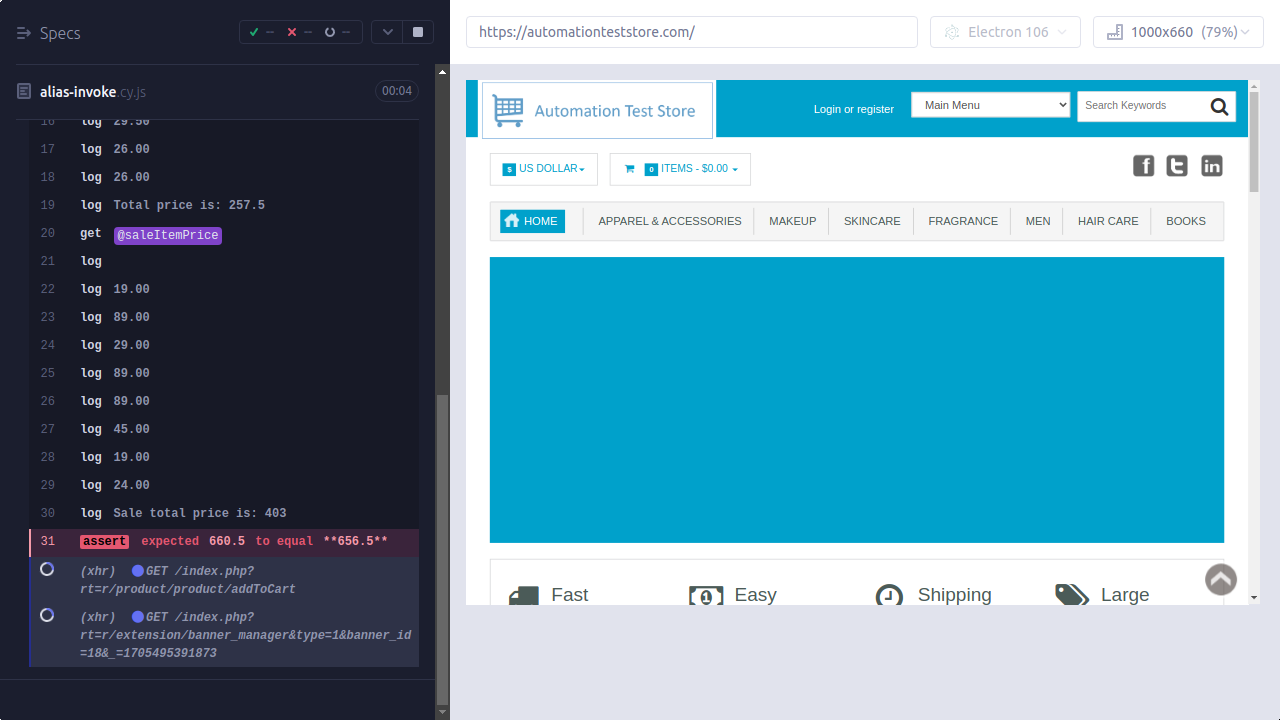 Specs
-- -- --
https://automationteststore.com/
Electron 106
1000x660 (79%)
alias-invoke.cy.js
00:04
16 log 29.50
17 log 26.00
18 log 26.00
19 log Total price is: 257.5
20 get @saleItemPrice
21 log
22 log 19.00
23 log 89.00
24 log 29.00
25 log 89.00
26 log 89.00
27 log 45.00
28 log 19.00
29 log 24.00
30 log Sale total price is: 403
31 assert expected 660.5 to equal **656.5**
(xhr) GET /index.php?
rt=r/product/product/addToCart
(xhr) GET /index.php?
rt=r/extension/banner_manager&type=1&banner_id
=18&_=1705495391873
Automation Test Store
Login or register
Main Menu
Search Keywords
$ US DOLLAR
0 ITEMS - $0.00
f t in
HOME
APPAREL & ACCESSORIES
MAKEUP
SKINCARE
FRAGRANCE
MEN
HAIR CARE
BOOKS
Fast
1 Easy
Shipping
Large